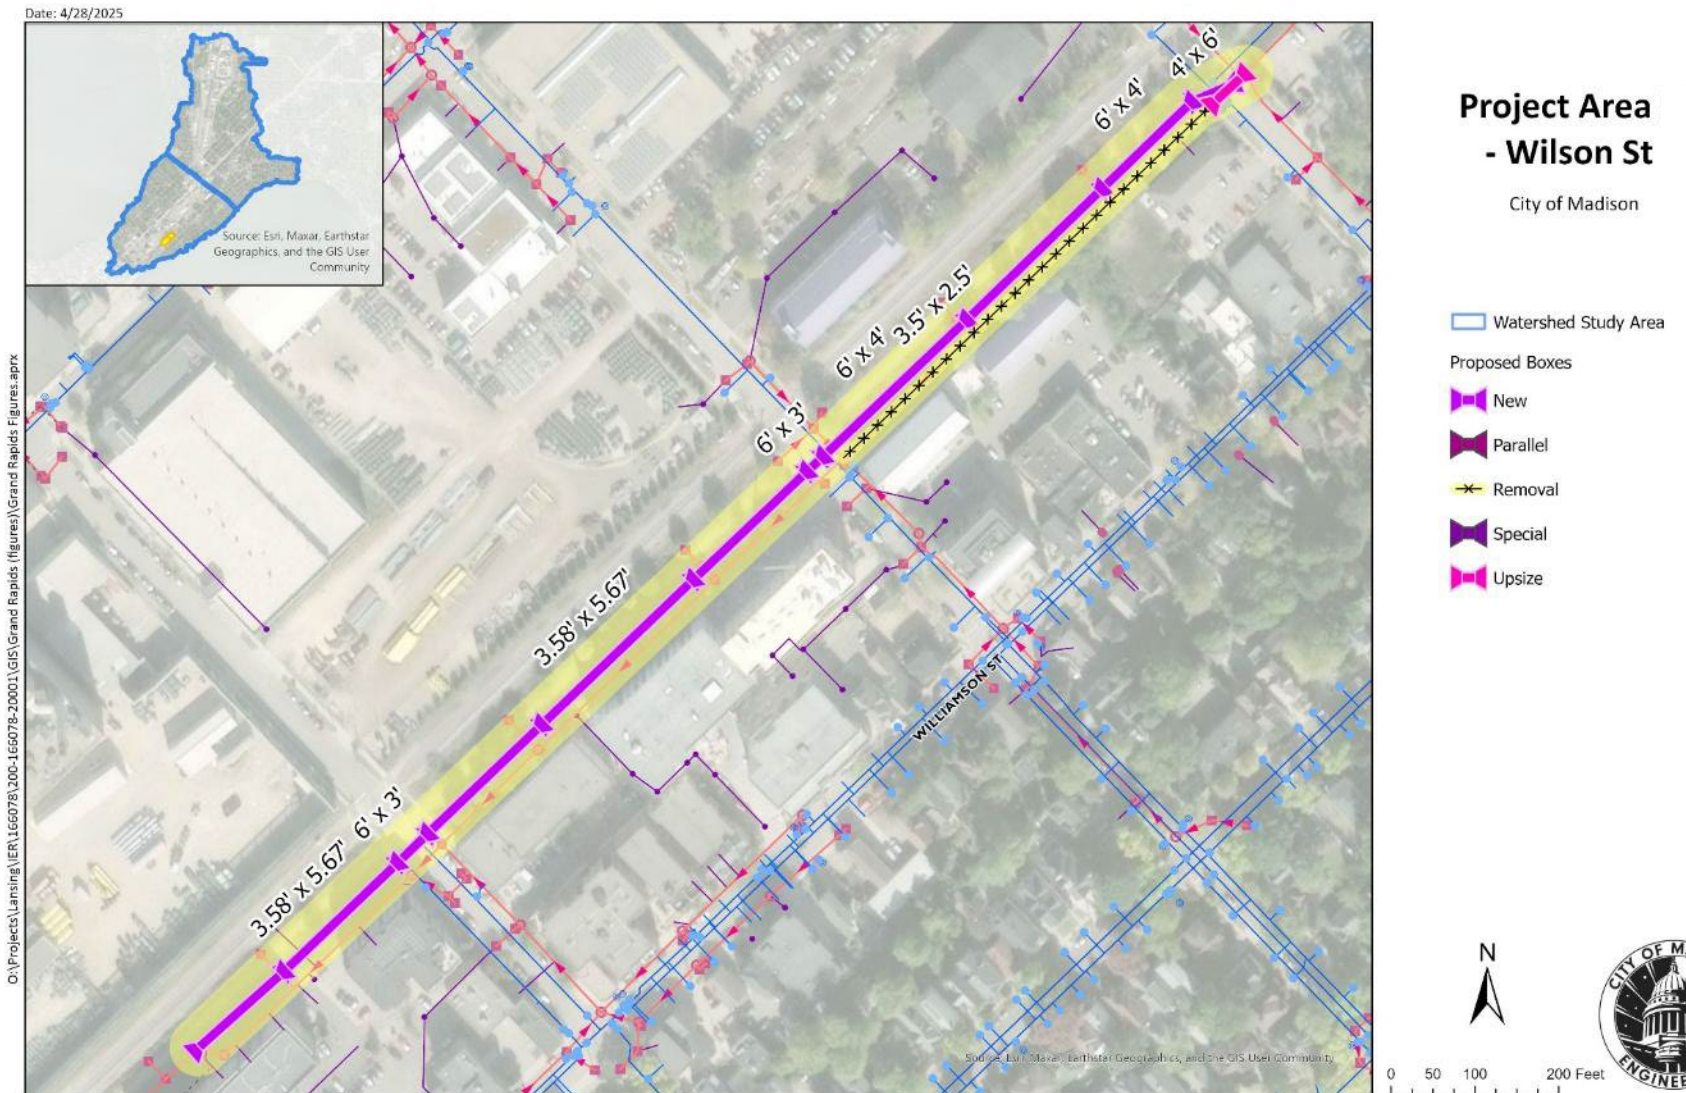 Date: 4/28/2025
Source: Esri, Maxar, Earthstar
Geographics, and the GIS User
Community
O:\Projects\Lansing\IER\166078\200-166078-20001\GIS\Grand Rapids (figures)\Grand Rapids Figures.aprx
4' x 6'
6' x 4'
3.5' x 2.5'
6' x 4'
6' x 3'
3.58' x 5.67'
6' x 3'
3.58' x 5.67'
WILLIAMSON ST
Source: Esri, Maxar, Earthstar Geographics, and the GIS User Community
Project Area
- Wilson St
City of Madison
Watershed Study Area
Proposed Boxes
New
Parallel
Removal
Special
Upsize
N
CITY OF M
ENGINE
0 50 100 200 Feet